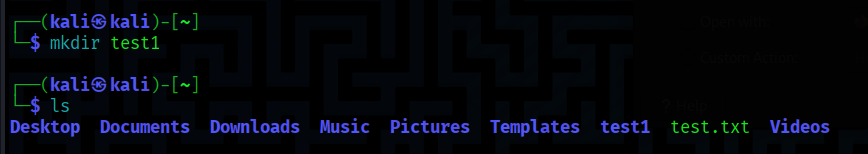 ┌──(kali㉿kali)-[~]
└─$ mkdir test1
┌──(kali㉿kali)-[~]
└─$ ls
Desktop Documents Downloads Music Pictures Templates test1 test.txt Videos